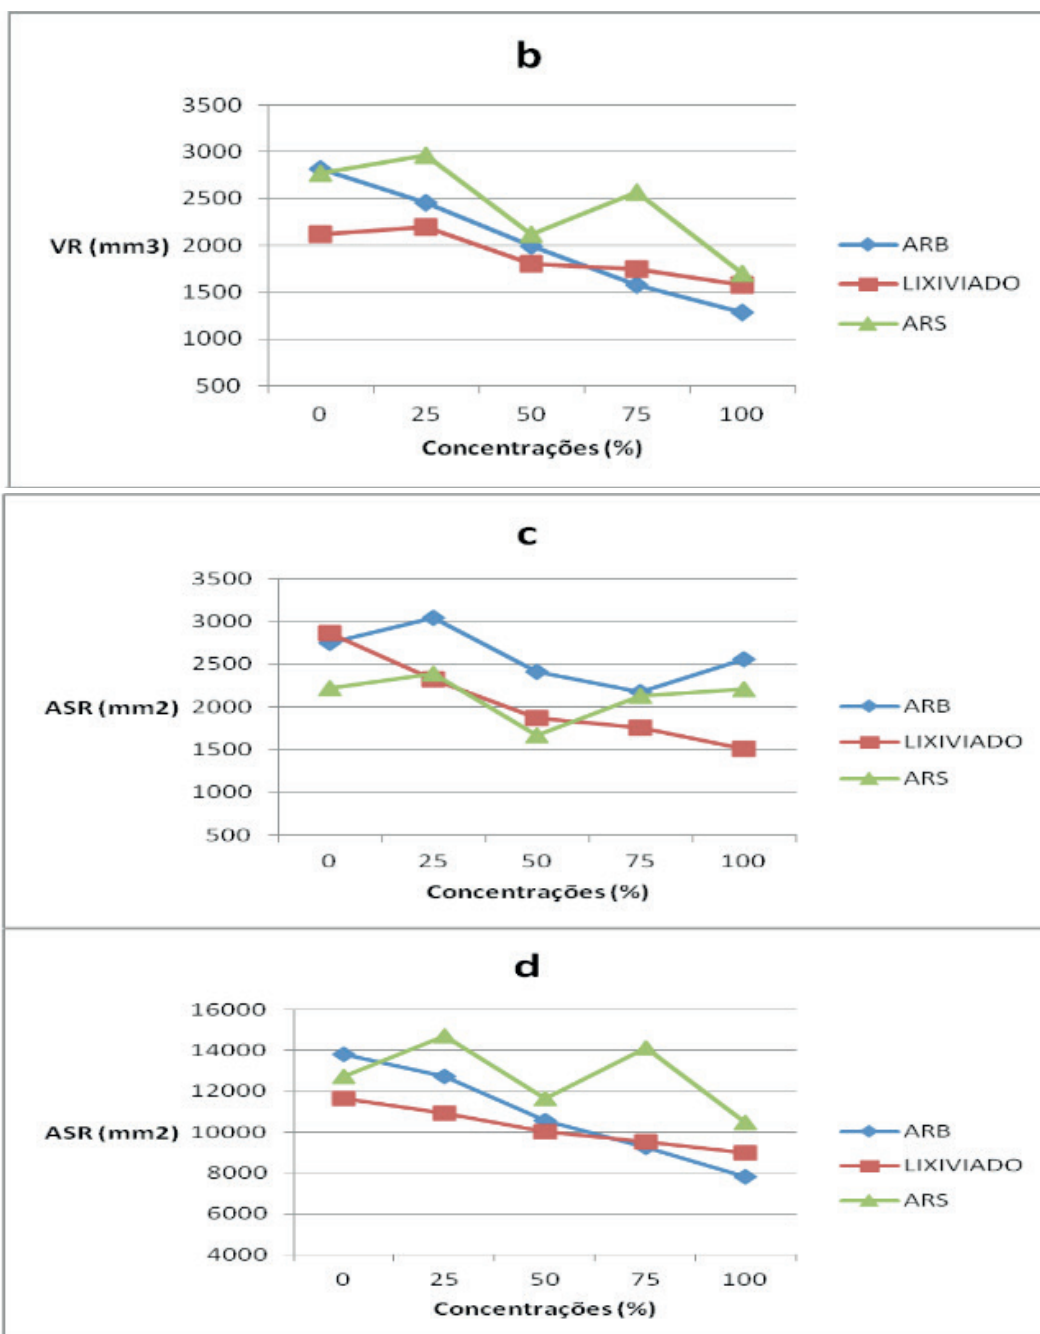 b
3500
3000
2500
VR (mm3) 2000
1500
1000
500
0 25 50 75 100
Concentrações (%)
ARB
LIXIVIADO
ARS
c
3500
3000
2500
ASR (mm2) 2000
1500
1000
500
0 25 50 75 100
Concentrações (%)
ARB
LIXIVIADO
ARS
d
16000
14000
12000
ASR (mm2) 10000
8000
6000
4000
0 25 50 75 100
Concentrações (%)
ARB
LIXIVIADO
ARS